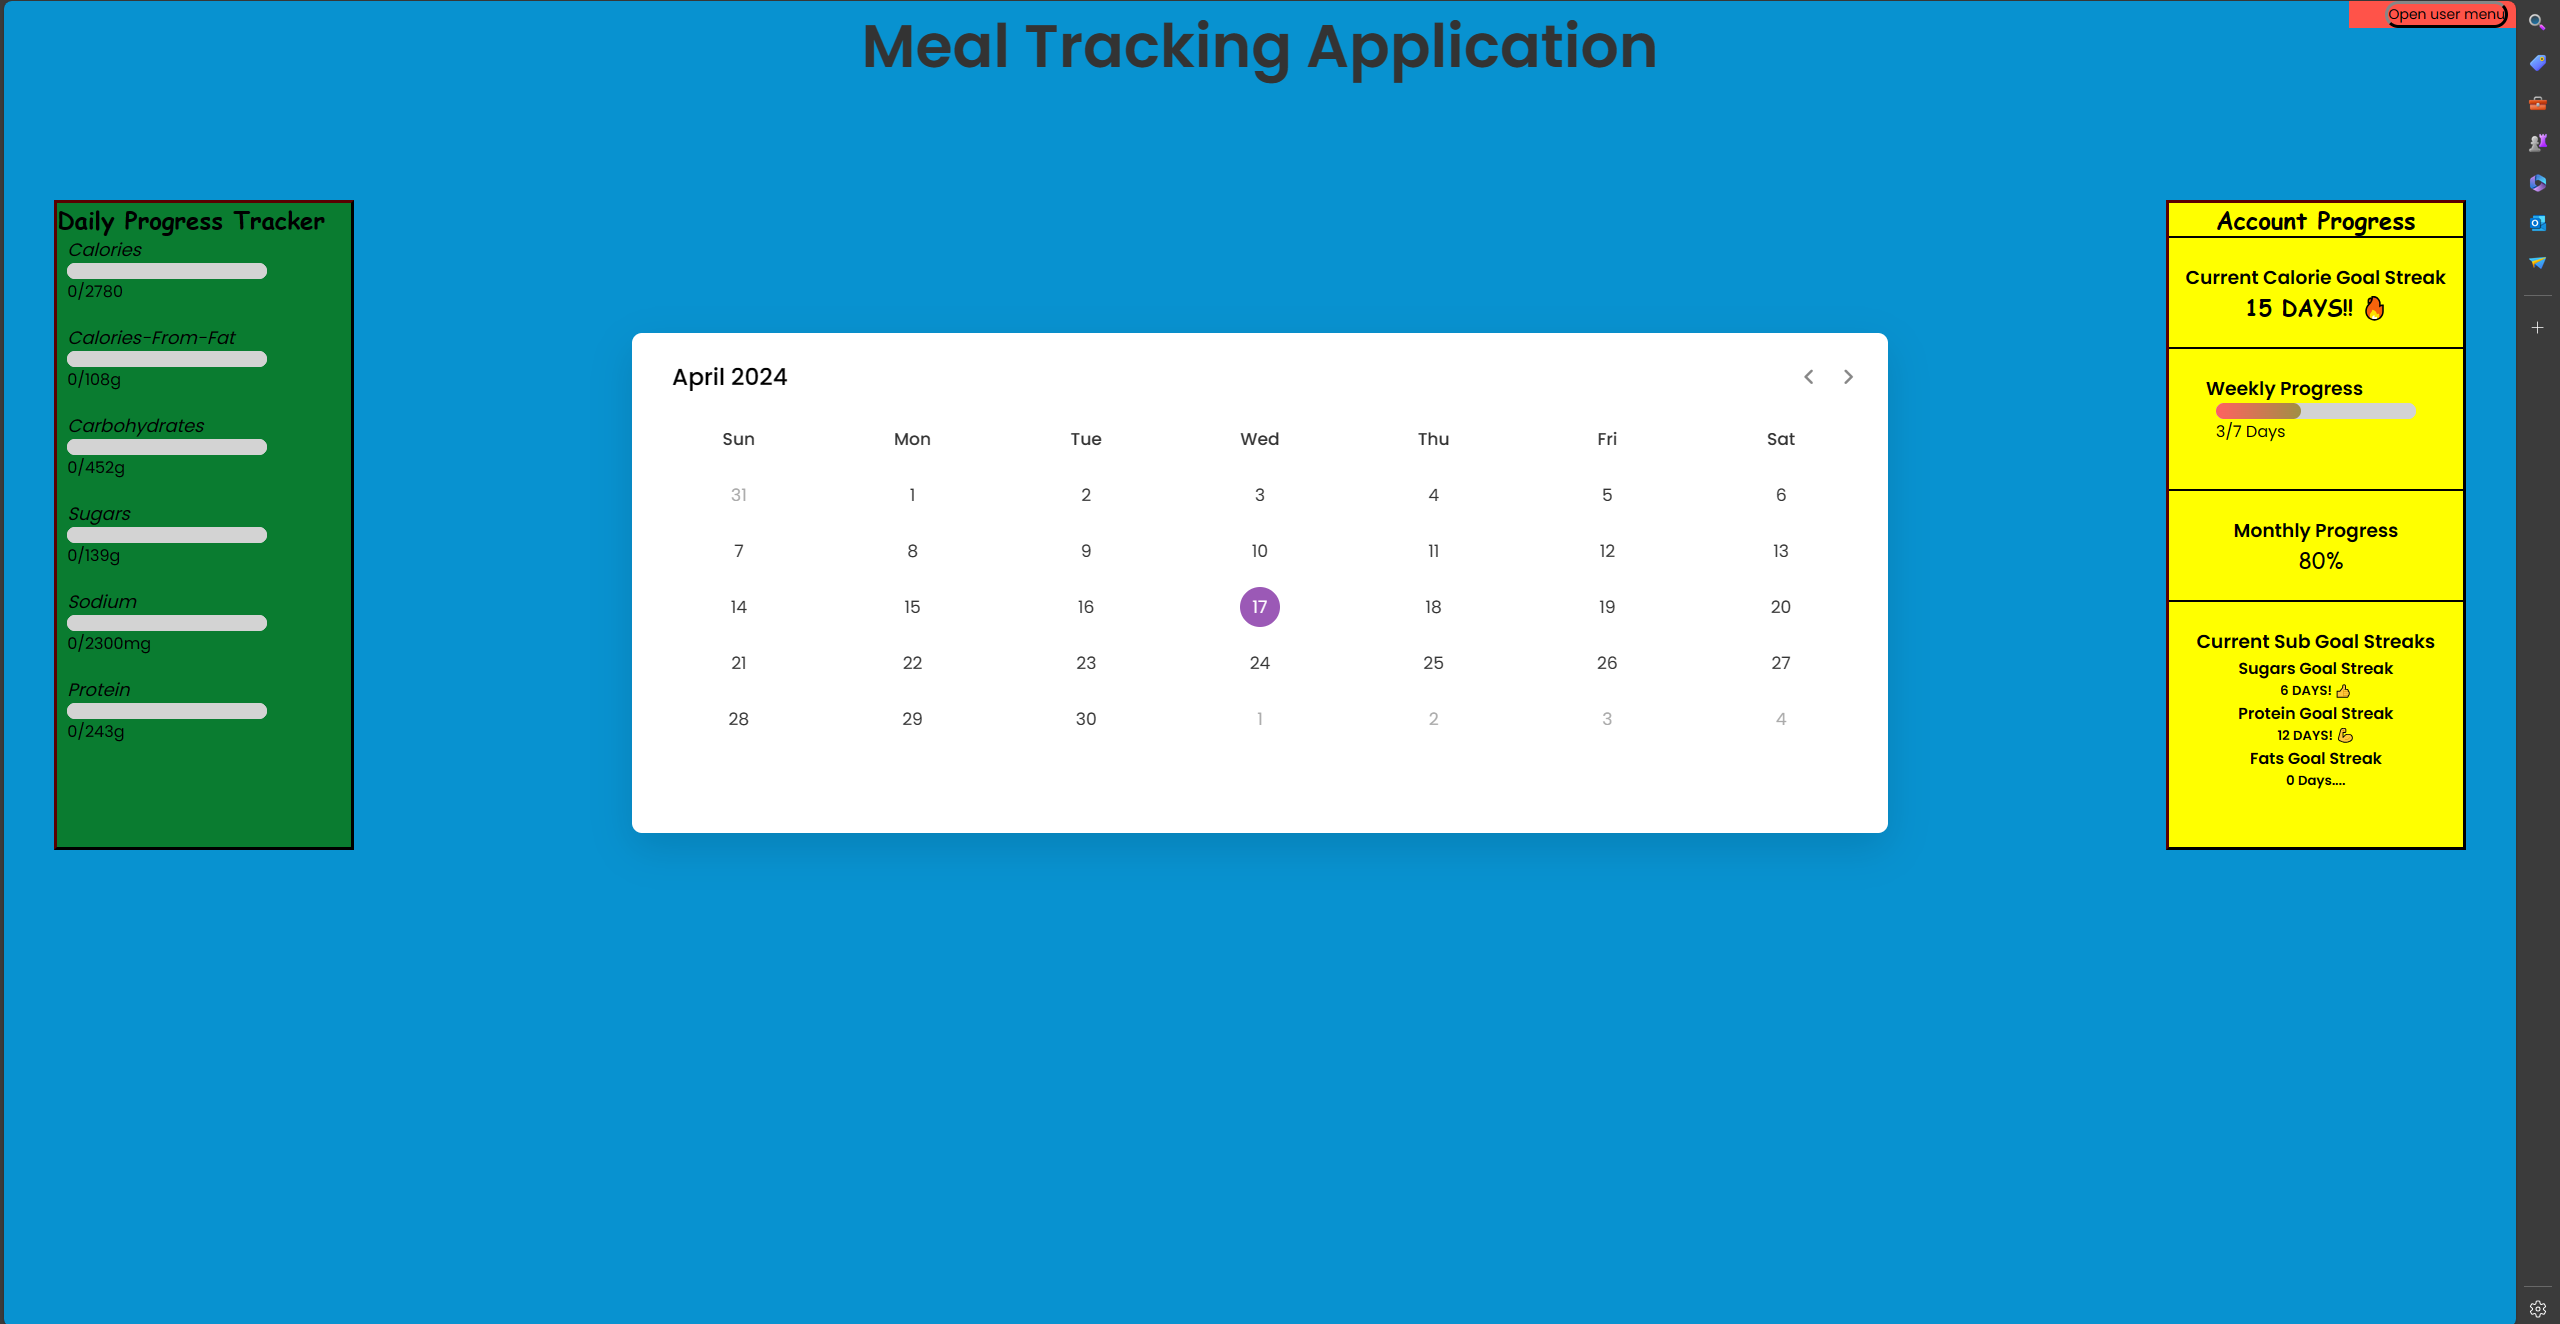 Open user menu
Meal Tracking Application
Daily Progress Tracker
Calories
0/2780
Calories-From-Fat
0/108g
Carbohydrates
0/452g
Sugars
0/139g
Sodium
0/2300mg
Protein
0/243g
April 2024
Sun Mon Tue Wed Thu Fri Sat
31 1 2 3 4 5 6
7 8 9 10 11 12 13
14 15 16 17 18 19 20
21 22 23 24 25 26 27
28 29 30 1 2 3 4
Account Progress
Current Calorie Goal Streak
15 DAYS!! 🔥
Weekly Progress
3/7 Days
Monthly Progress
80%
Current Sub Goal Streaks
Sugars Goal Streak
6 DAYS! 👍
Protein Goal Streak
12 DAYS! 💪
Fats Goal Streak
0 Days....